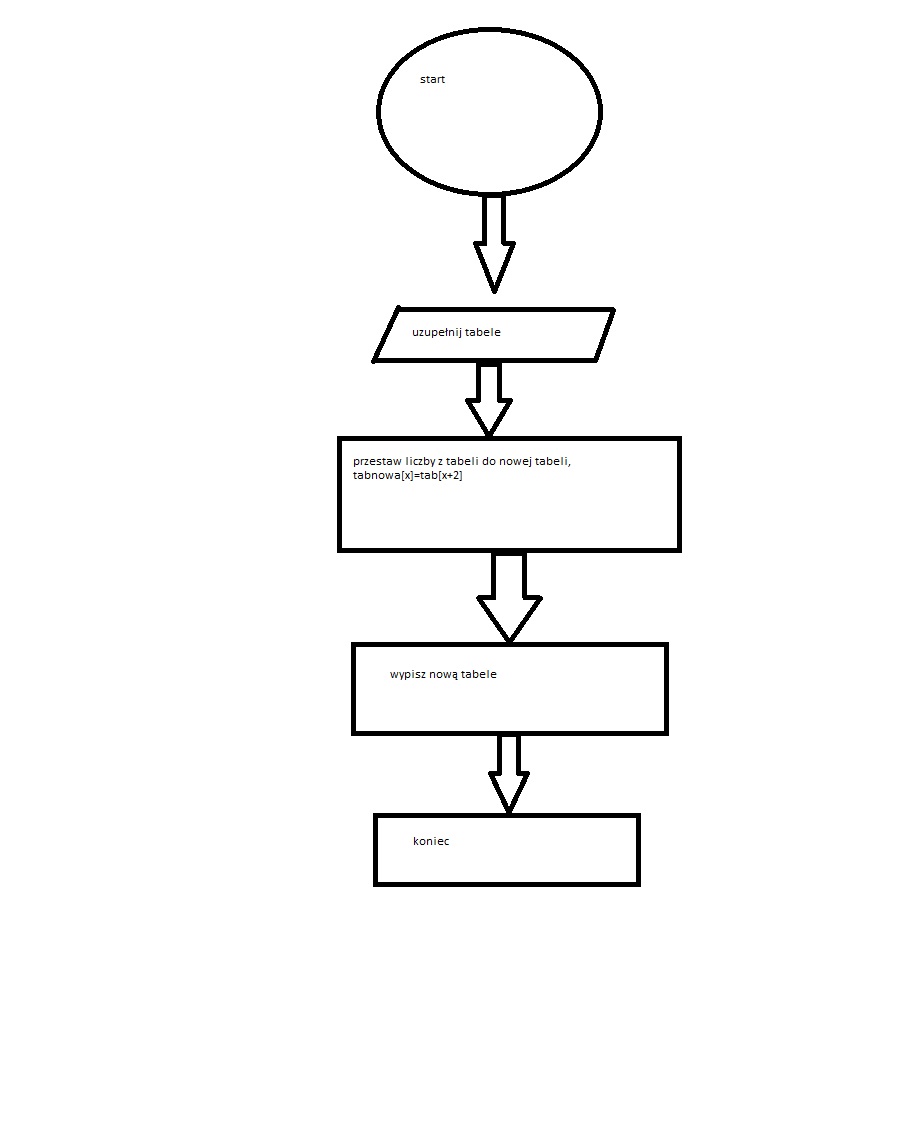 start
uzupełnij tabele
przestaw liczby z tabeli do nowej tabeli,
tabnowa[x]=tab[x+2]
wypisz nową tabele
koniec